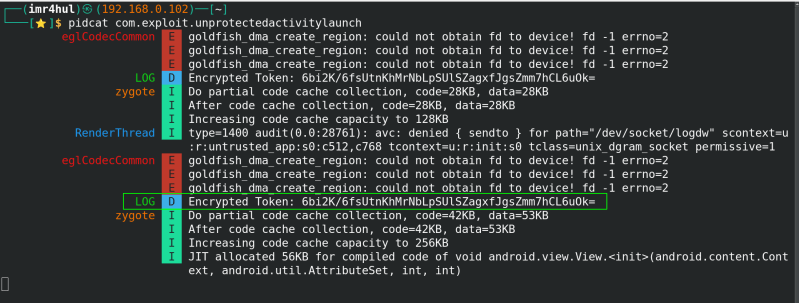 (imr4hul)㉿(192.168.0.102)-[~]
[⭐]$ pidcat com.exploit.unprotectedactivitylaunch
eglCodecCommon E goldfish_dma_create_region: could not obtain fd to device! fd -1 errno=2
E goldfish_dma_create_region: could not obtain fd to device! fd -1 errno=2
E goldfish_dma_create_region: could not obtain fd to device! fd -1 errno=2
LOG D Encrypted Token: 6bi2K/6fsUtnKhMrNbLpSUlSZagxfJgsZmm7hCL6uOk=
zygote I Do partial code cache collection, code=28KB, data=28KB
I After code cache collection, code=28KB, data=28KB
I Increasing code cache capacity to 128KB
RenderThread I type=1400 audit(0.0:28761): avc: denied { sendto } for path="/dev/socket/logdw" scontext=u
:r:untrusted_app:s0:c512,c768 tcontext=u:r:init:s0 tclass=unix_dgram_socket permissive=1
eglCodecCommon E goldfish_dma_create_region: could not obtain fd to device! fd -1 errno=2
E goldfish_dma_create_region: could not obtain fd to device! fd -1 errno=2
E goldfish_dma_create_region: could not obtain fd to device! fd -1 errno=2
LOG D Encrypted Token: 6bi2K/6fsUtnKhMrNbLpSUlSZagxfJgsZmm7hCL6uOk=
zygote I Do partial code cache collection, code=42KB, data=53KB
I After code cache collection, code=42KB, data=53KB
I Increasing code cache capacity to 256KB
I JIT allocated 56KB for compiled code of void android.view.View.<init>(android.content.Cont
ext, android.util.AttributeSet, int, int)